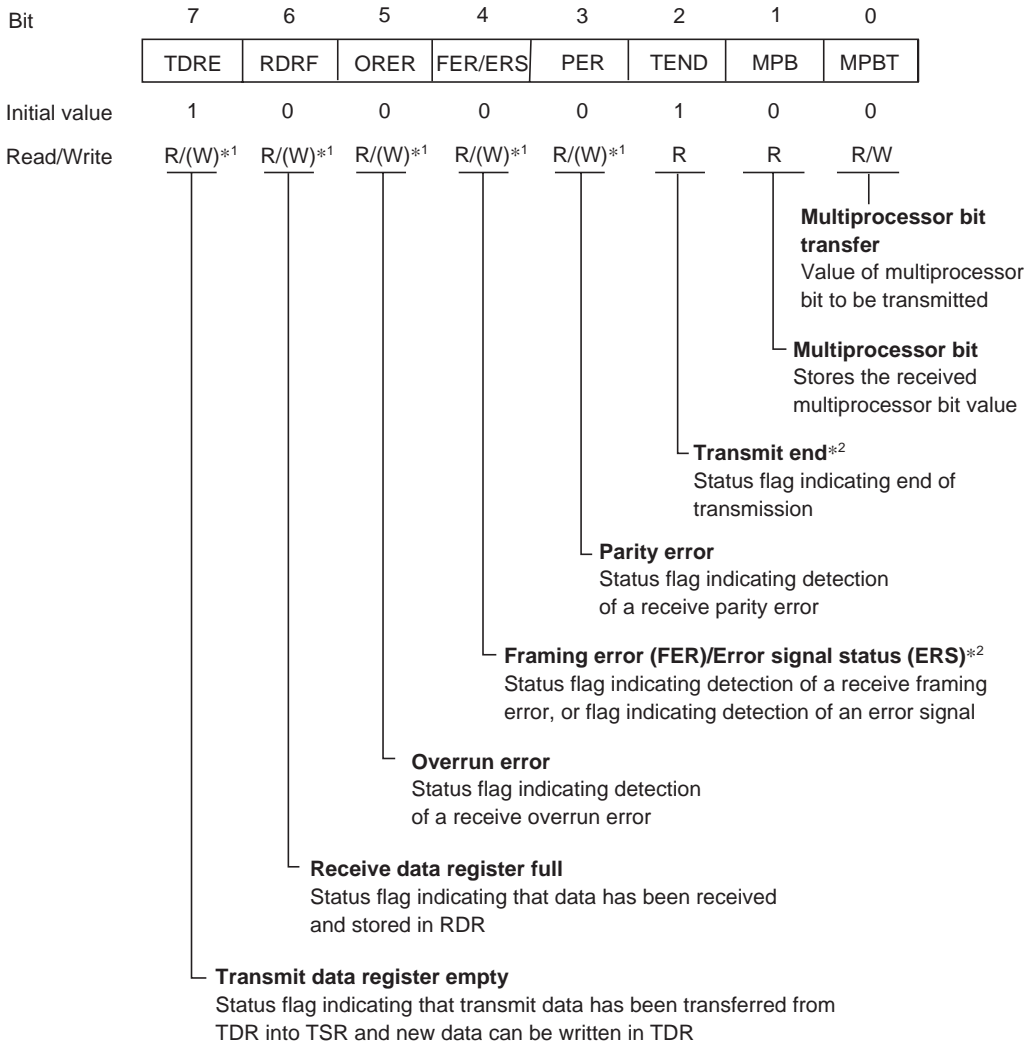 Bit 7 6 5 4 3 2 1 0
TDRE RDRF ORER FER/ERS PER TEND MPB MPBT
Initial value 1 0 0 0 0 1 0 0
Read/Write R/(W)*1 R/(W)*1 R/(W)*1 R/(W)*1 R/(W)*1 R R R/W
Multiprocessor bit
transfer
Value of multiprocessor
bit to be transmitted
Multiprocessor bit
Stores the received
multiprocessor bit value
Transmit end*2
Status flag indicating end of
transmission
Parity error
Status flag indicating detection
of a receive parity error
Framing error (FER)/Error signal status (ERS)*2
Status flag indicating detection of a receive framing
error, or flag indicating detection of an error signal
Overrun error
Status flag indicating detection
of a receive overrun error
Receive data register full
Status flag indicating that data has been received
and stored in RDR
Transmit data register empty
Status flag indicating that transmit data has been transferred from
TDR into TSR and new data can be written in TDR